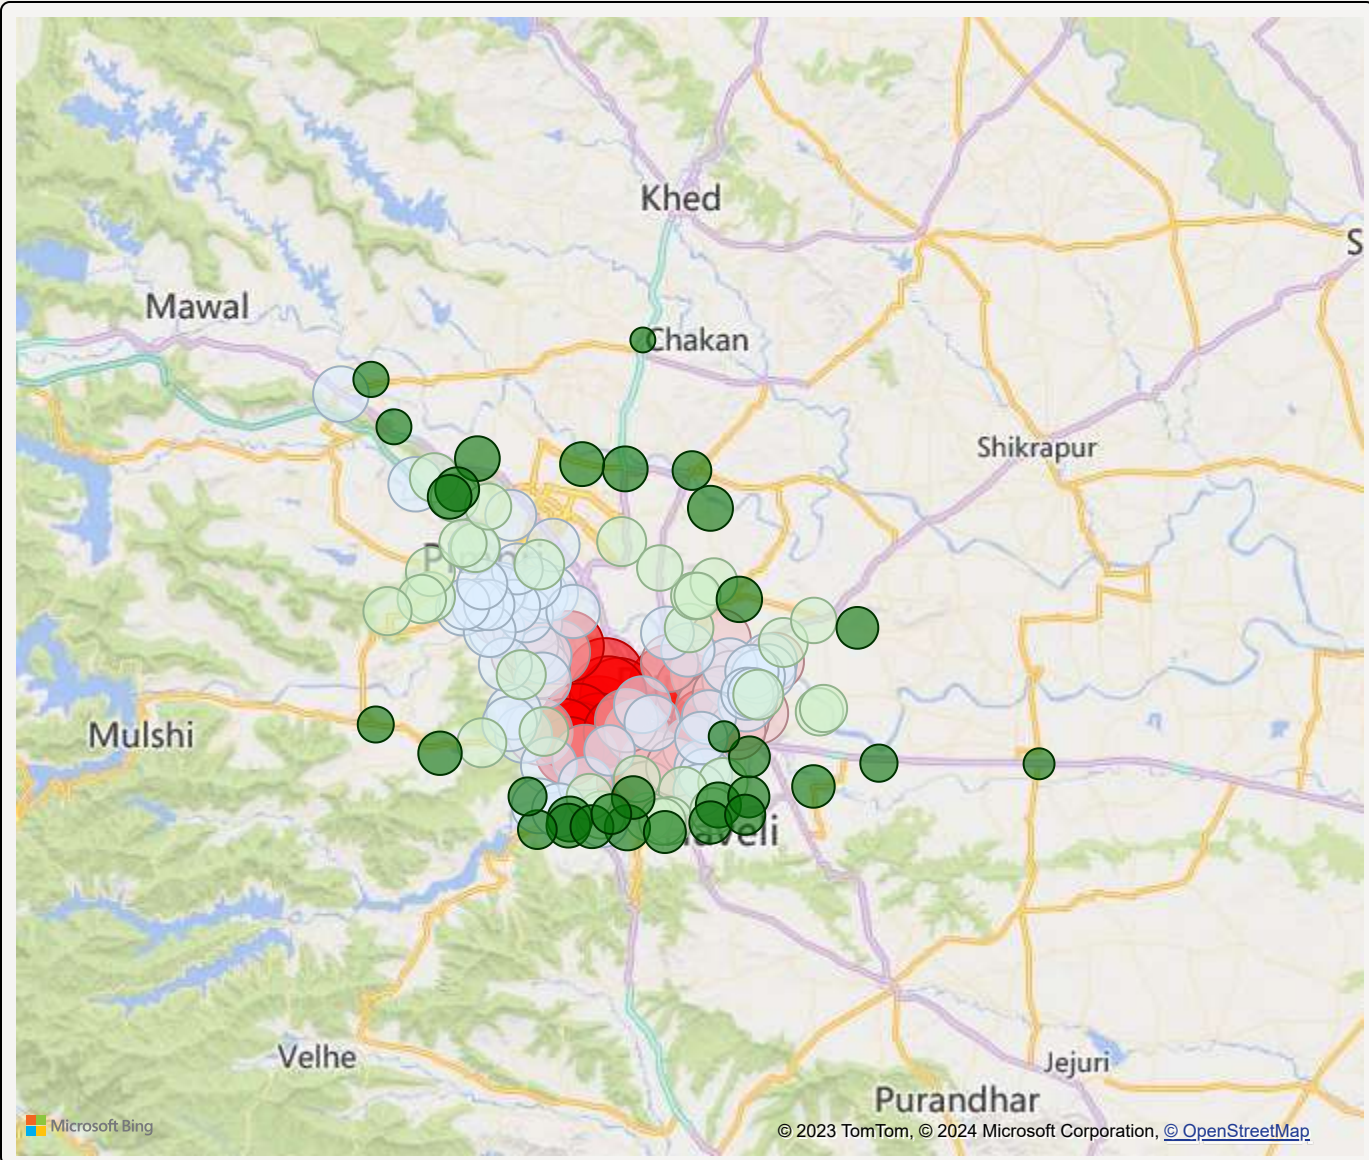 Khed
S
Mawal
Chakan
Shikrapur
Mulshi
Velhe
Jejuri
Purandhar
Microsoft Bing
© 2023 TomTom, © 2024 Microsoft Corporation, © OpenStreetMap